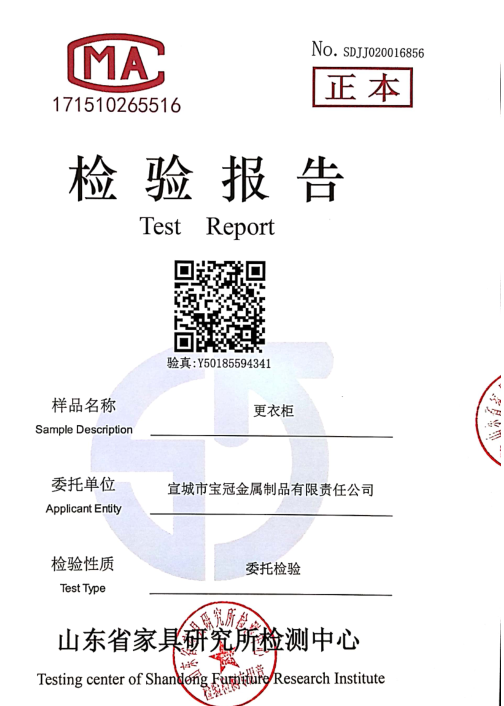 CMA
No. SDJJ020016856
171510265516
正本
检验报告
Test Report
验真:Y50185594341
样品名称
更衣柜
Sample Description
委托单位
宣城市宝冠金属制品有限责任公司
Applicant Entity
检验性质
委托检验
Test Type
山东省家具研究所检测中心
Testing center of Shandong Furniture Research Institute